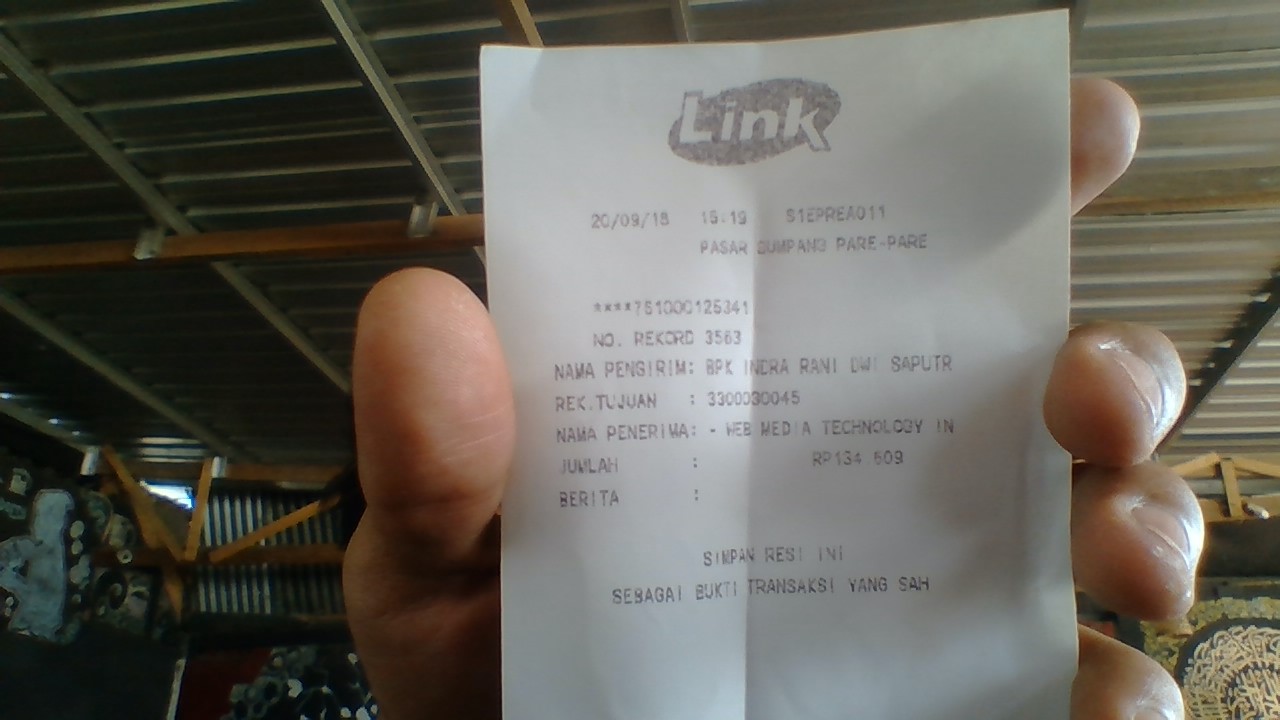 Link
20/09/18 15:19 S1EPREA011
PASAR SUMPANG PARE-PARE
****7S1000125341
NO. REKORD 3563
NAMA PENGIRIM: BPK INDRA RANI DWI SAPUTR
REK.TUJUAN : 3300030045
NAMA PENERIMA: - WEB MEDIA TECHNOLOGY IN
JUMLAH : RP134 609
BERITA :
SIMPAN RESI INI
SEBAGAI BUKTI TRANSAKSI YANG SAH